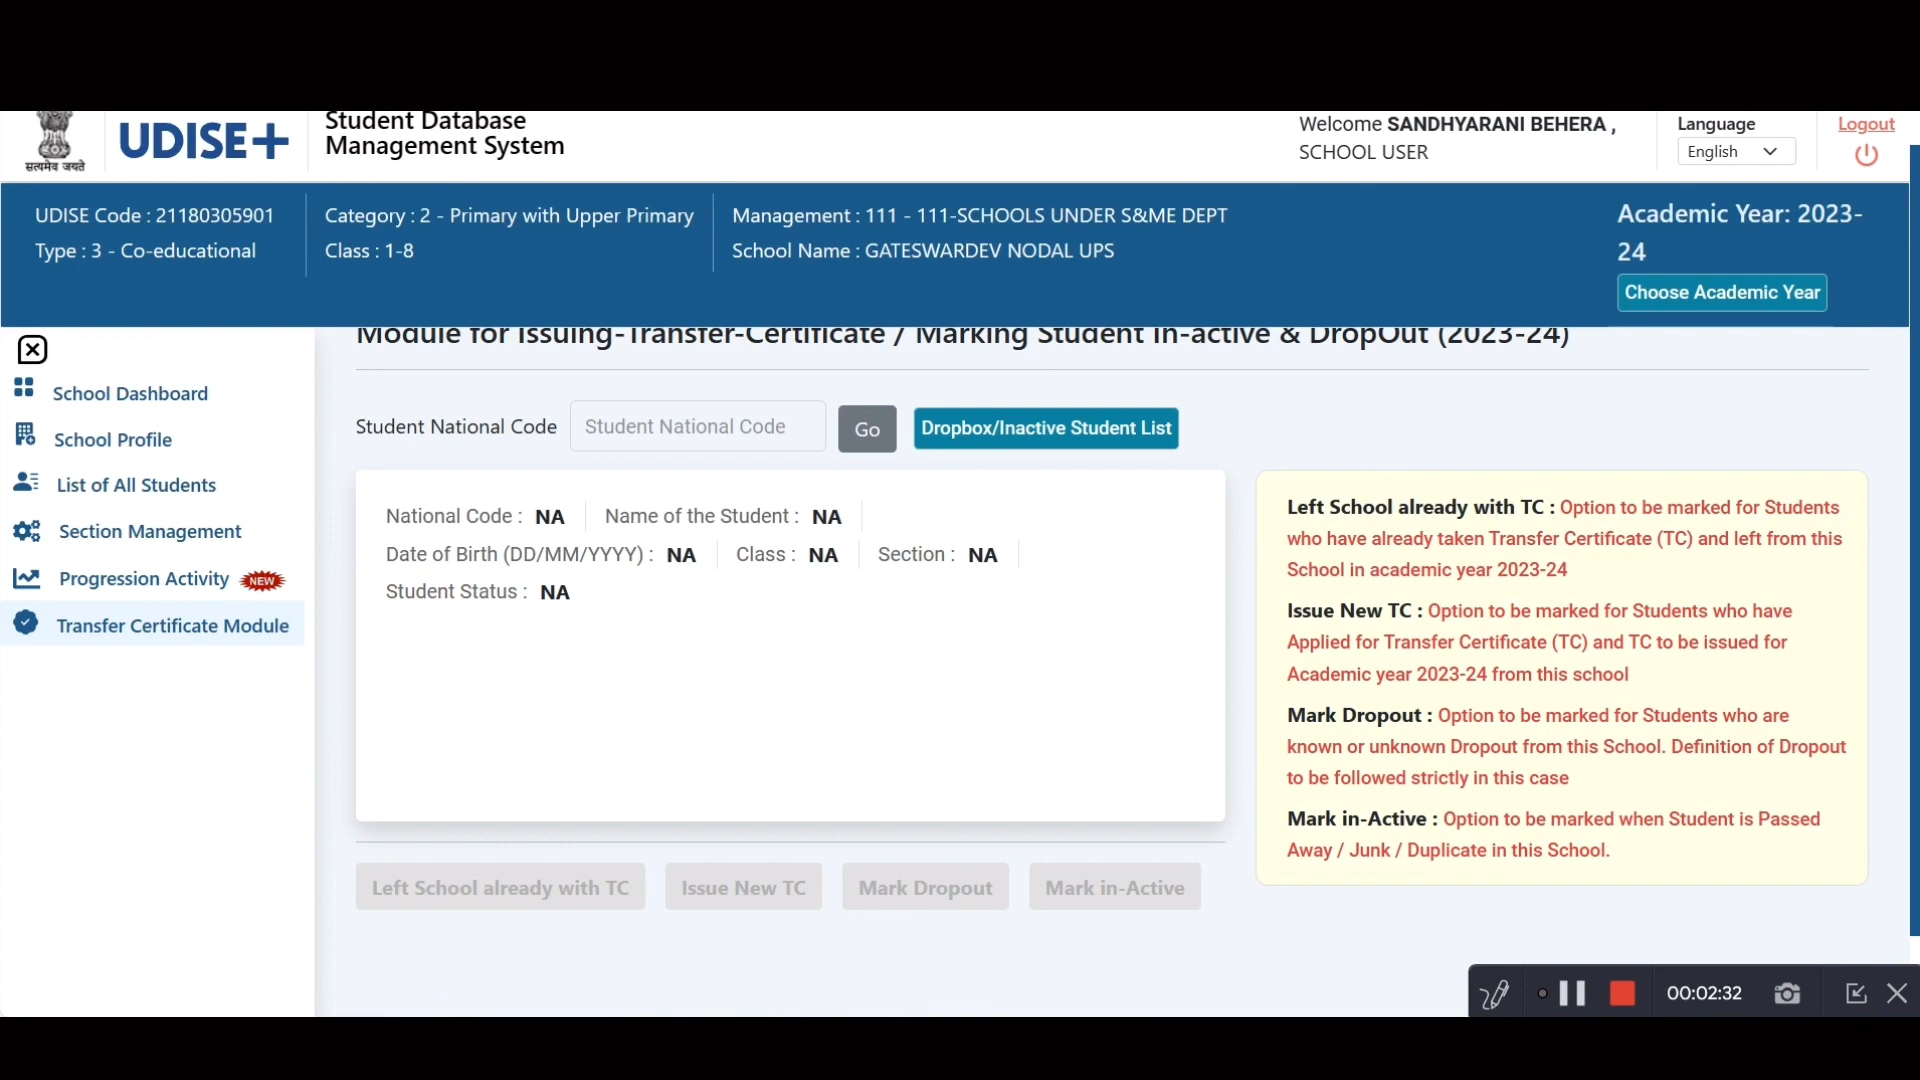 Student Database
Management System
UDISE+
सत्यमेव जयते
Welcome SANDHYARANI BEHERA ,
SCHOOL USER
Language
English
Logout
UDISE Code : 21180305901
Type : 3 - Co-educational
Category : 2 - Primary with Upper Primary
Class : 1-8
Management : 111 - 111-SCHOOLS UNDER S&ME DEPT
School Name : GATESWARDEV NODAL UPS
Academic Year: 2023-
24
Choose Academic Year
School Dashboard
School Profile
List of All Students
Section Management
Progression Activity NEW
Transfer Certificate Module
Module for Issuing-Transfer-Certificate / Marking Student In-active & DropOut (2023-24)
Student National Code Student National Code Go Dropbox/Inactive Student List
National Code : NA Name of the Student : NA
Date of Birth (DD/MM/YYYY) : NA Class : NA Section : NA
Student Status : NA
Left School already with TC Issue New TC Mark Dropout Mark in-Active
Left School already with TC : Option to be marked for Students
who have already taken Transfer Certificate (TC) and left from this
School in academic year 2023-24
Issue New TC : Option to be marked for Students who have
Applied for Transfer Certificate (TC) and TC to be issued for
Academic year 2023-24 from this school
Mark Dropout : Option to be marked for Students who are
known or unknown Dropout from this School. Definition of Dropout
to be followed strictly in this case
Mark in-Active : Option to be marked when Student is Passed
Away / Junk / Duplicate in this School.
00:02:32